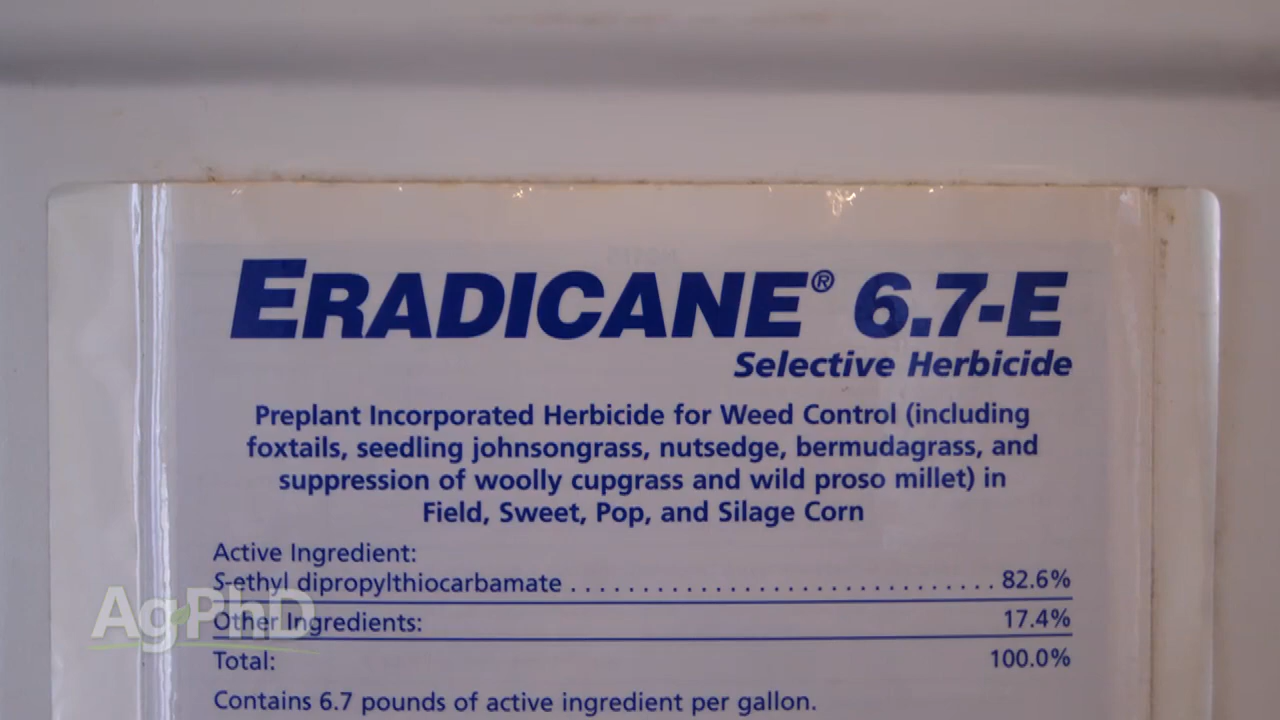 ERADICANE® 6.7-E
Selective Herbicide
Preplant Incorporated Herbicide for Weed Control (including
foxtails, seedling johnsongrass, nutsedge, bermudagrass, and
suppression of woolly cupgrass and wild proso millet) in
Field, Sweet, Pop, and Silage Corn
Active Ingredient:
S-ethyl dipropylthiocarbamate . . . . . . . . . . . . . . . . . . . . . . . . . . . . . . 82.6%
Other Ingredients: 17.4%
Total: 100.0%
Contains 6.7 pounds of active ingredient per gallon.
AgPhD